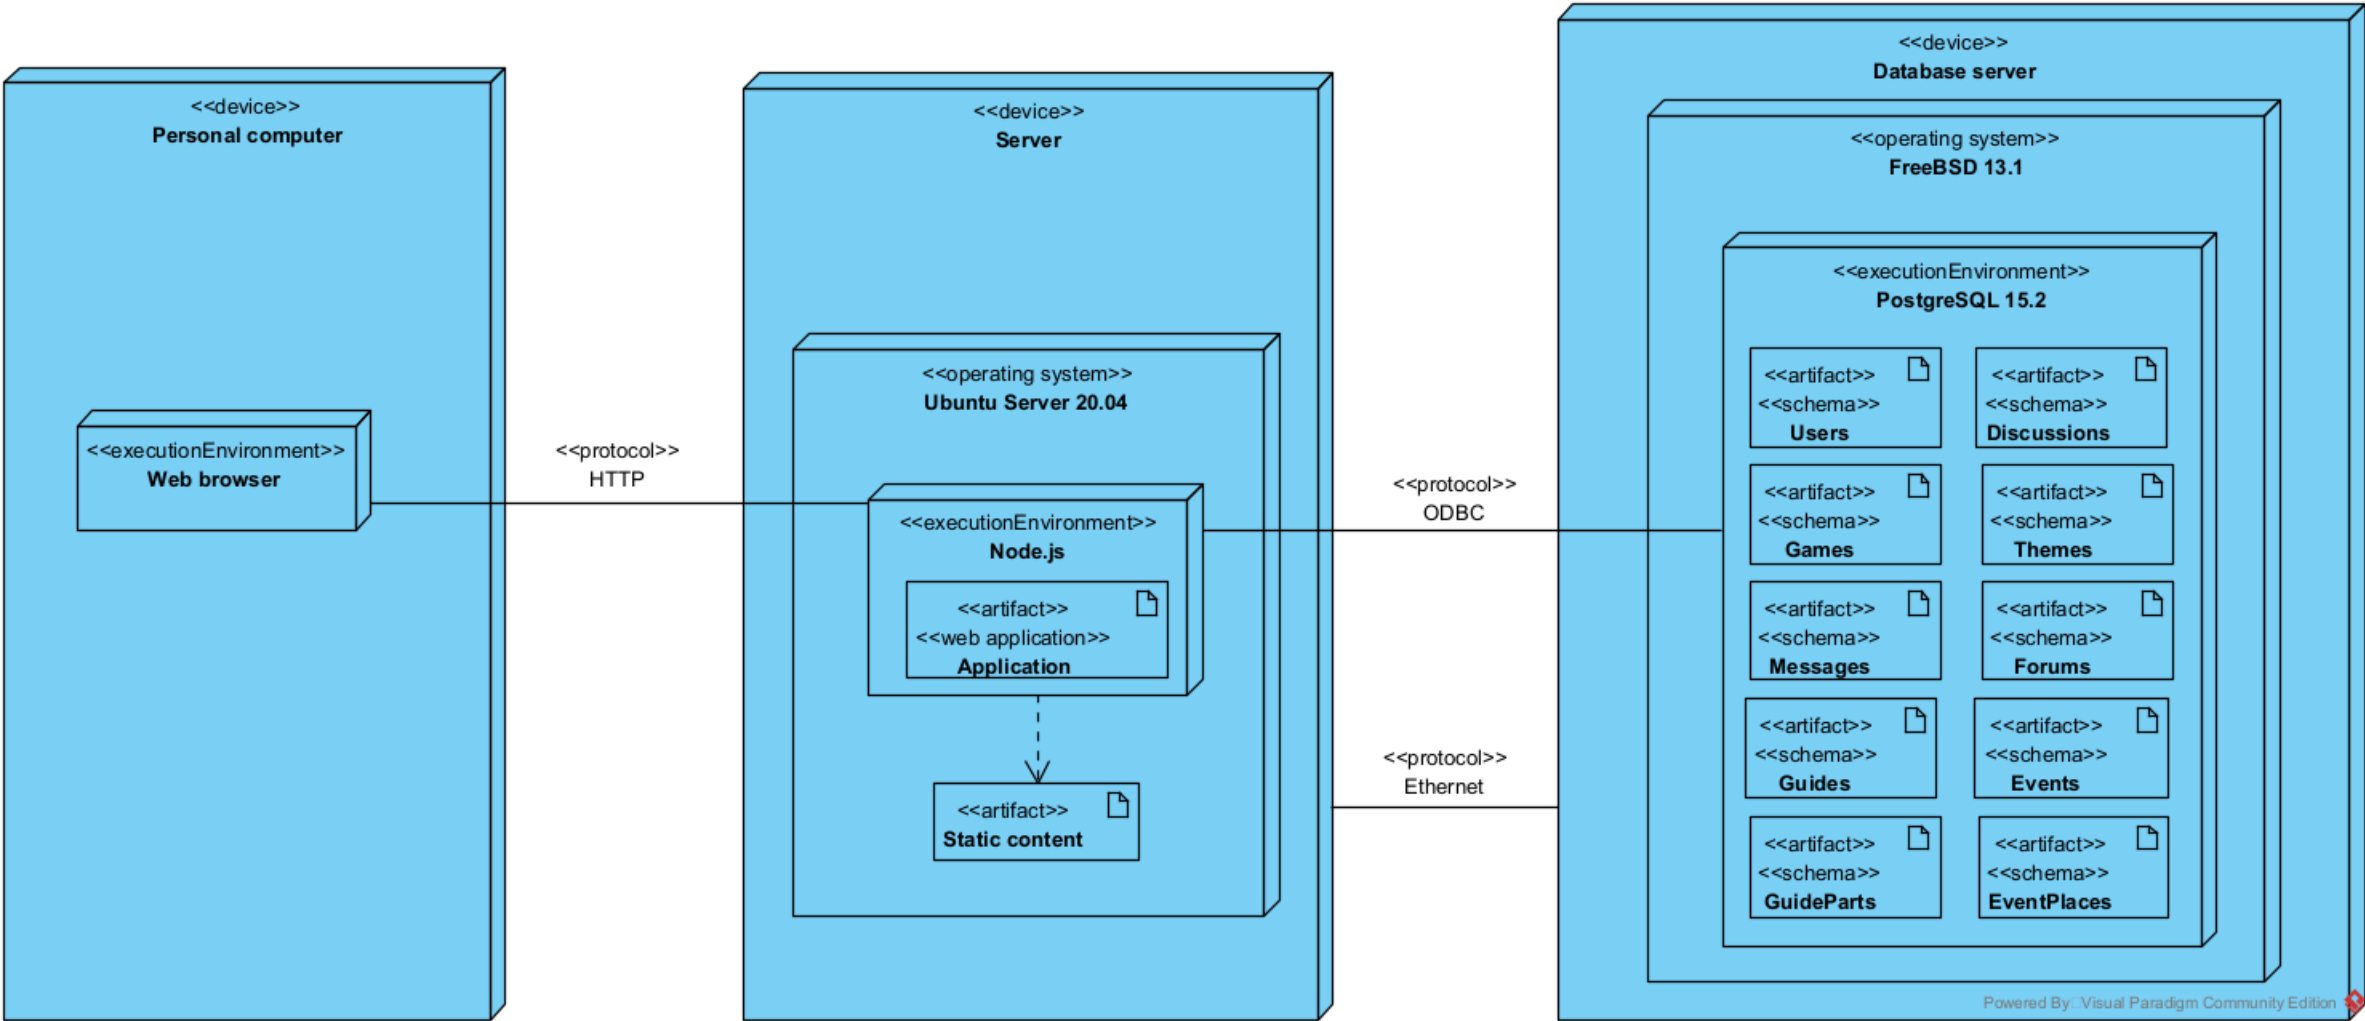 <<device>>
Personal computer
<<executionEnvironment>>
Web browser
<<protocol>>
HTTP
<<device>>
Server
<<operating system>>
Ubuntu Server 20.04
<<executionEnvironment>>
Node.js
<<artifact>>
<<web application>>
Application
<<artifact>>
Static content
<<protocol>>
ODBC
<<protocol>>
Ethernet
<<device>>
Database server
<<operating system>>
FreeBSD 13.1
<<executionEnvironment>>
PostgreSQL 15.2
<<artifact>>
<<schema>>
Users
<<artifact>>
<<schema>>
Discussions
<<artifact>>
<<schema>>
Games
<<artifact>>
<<schema>>
Themes
<<artifact>>
<<schema>>
Messages
<<artifact>>
<<schema>>
Forums
<<artifact>>
<<schema>>
Guides
<<artifact>>
<<schema>>
Events
<<artifact>>
<<schema>>
GuideParts
<<artifact>>
<<schema>>
EventPlaces
Powered By Visual Paradigm Community Edition